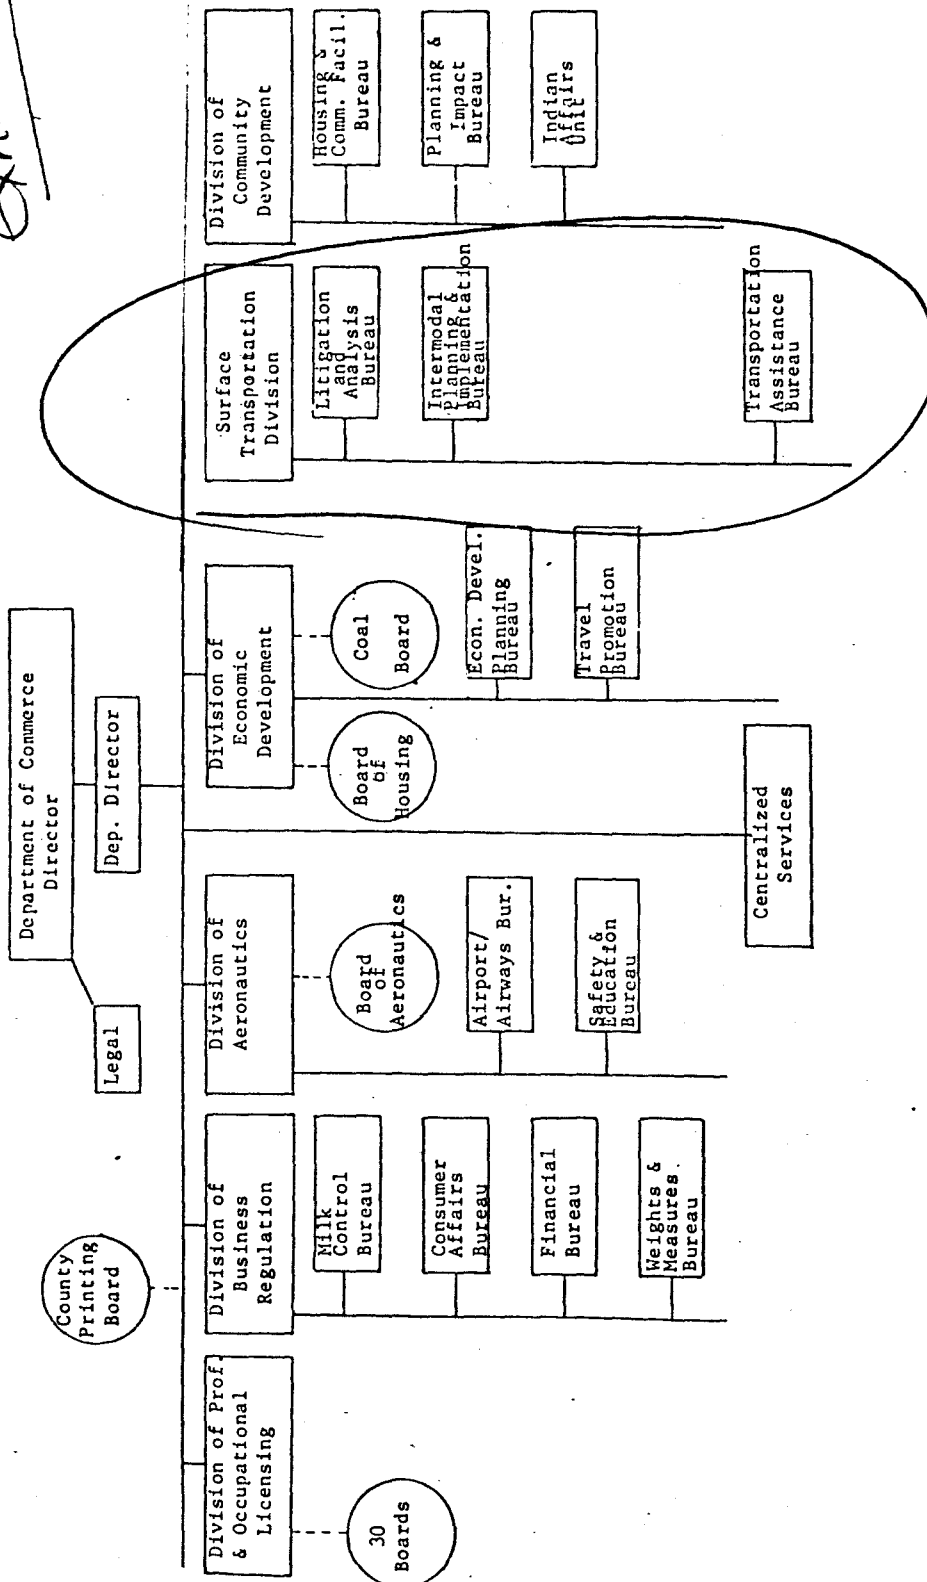 Department of Commerce
Director
Legal
Dep. Director
County
Printing
Board
Division of Prof.
& Occupational
Licensing
30
Boards
Division of
Business
Regulation
Milk
Control
Bureau
Consumer
Affairs
Bureau
Financial
Bureau
Weights &
Measures.
Bureau
Division of
Aeronautics
Board
of
Aeronautics
Airport/
Airways Bur.
Safety &
Education
Bureau
Centralized
Services
Division of
Economic
Development
Board
of
Housing
Coal
Board
Econ. Devel.
Planning
Bureau
Travel
Promotion
Bureau
Surface
Transportation
Division
Litigation
and
Analysis
Bureau
Intermodal
Planning &
Implementation
Bureau
Transportation
Assistance
Bureau
Division of
Community
Development
Housing &
Comm. Facil.
Bureau
Planning &
Impact
Bureau
Indian
Affairs
Unit